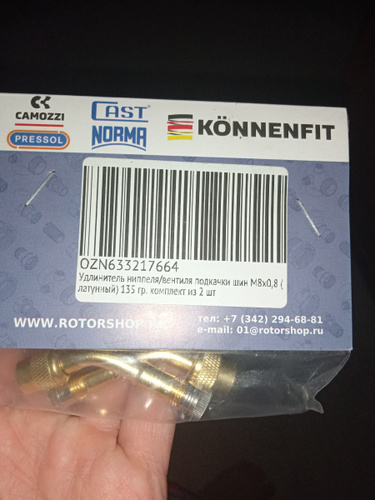 CAMOZZI
PRESSOL
CAST
NORMA
KÖNNENFIT
OZN633217664
Удлинитель ниппеля/вентиля подкачки шин M8x0,8 (
латунный) 135 гр. комплект из 2 шт
WWW.ROTORSHOP.
тел: +7 (342) 294-68-81
e-mail: 01@rotorshop.ru